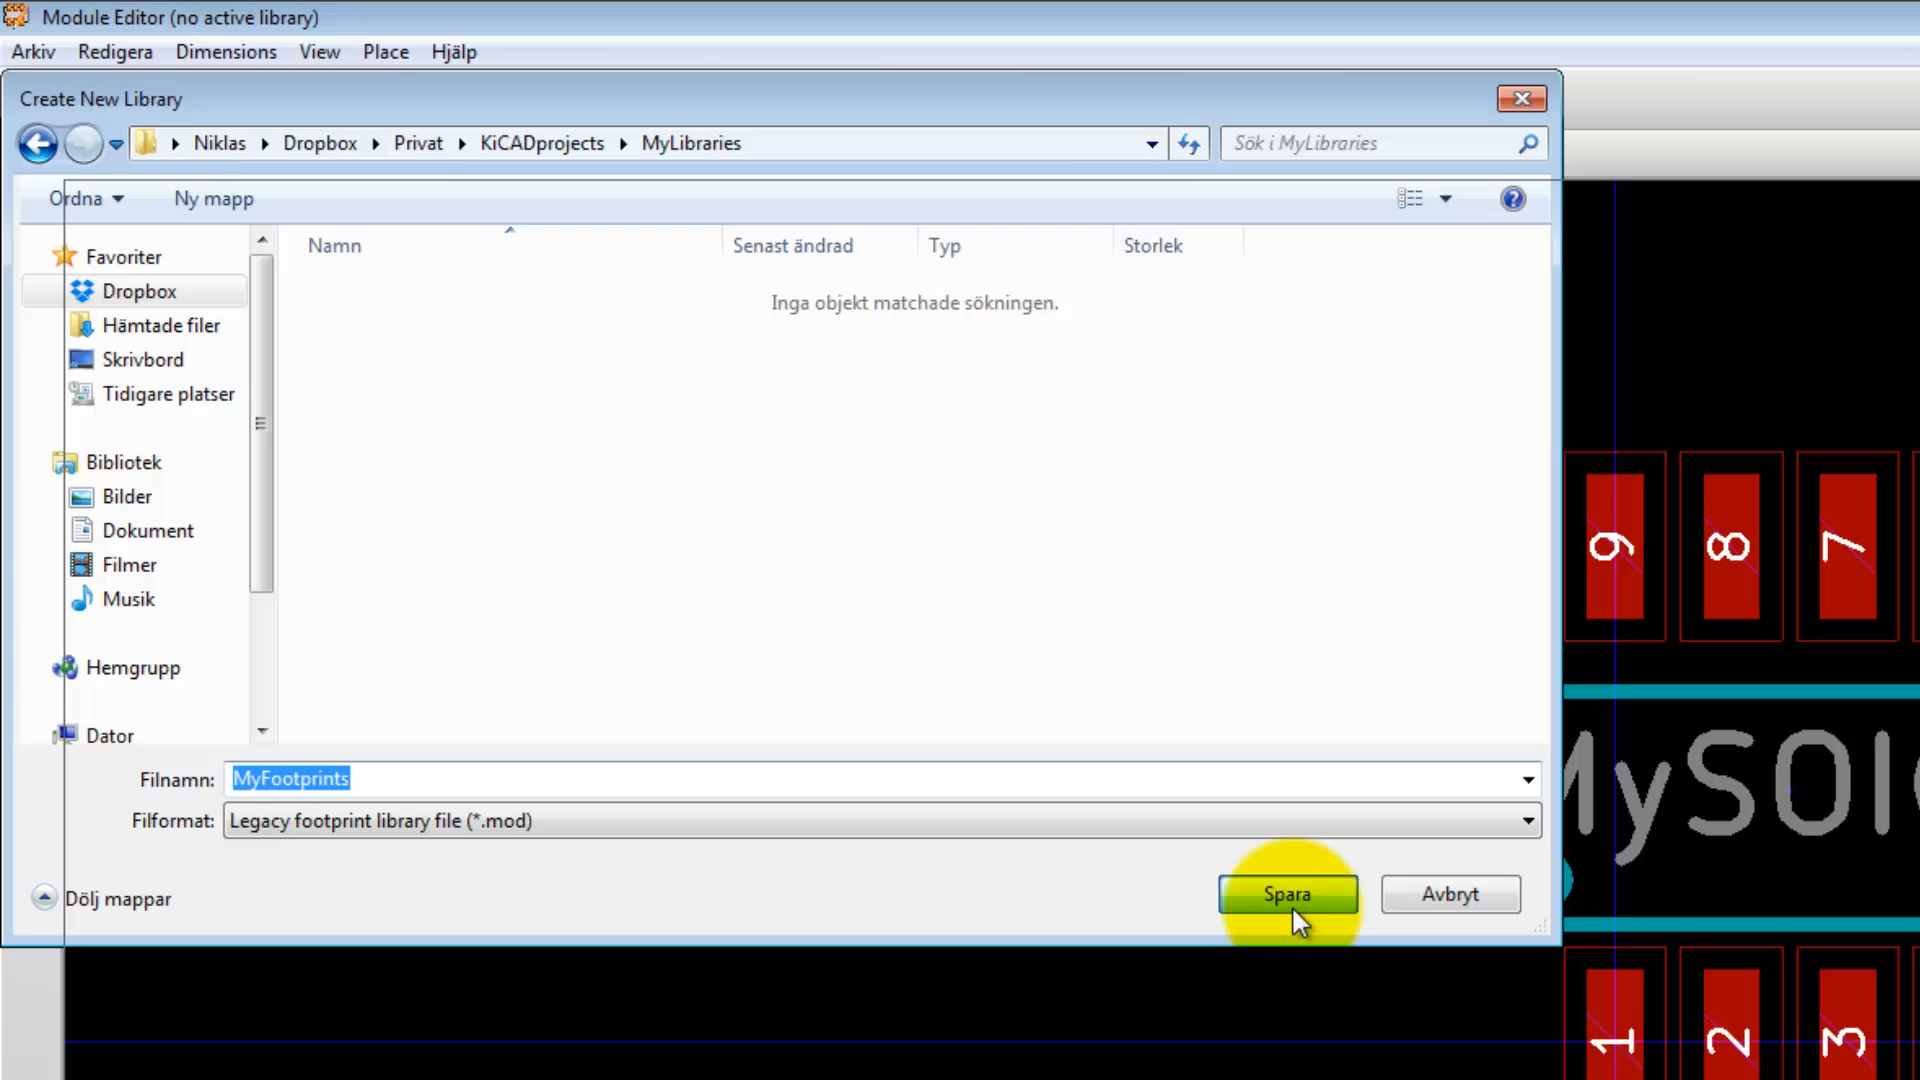 Module Editor (no active library)
Arkiv Redigera Dimensions View Place Hjälp
Create New Library
Niklas Dropbox Privat KiCADprojects MyLibraries
Sök i MyLibraries
Ordna Ny mapp
Namn Senast ändrad Typ Storlek
Inga objekt matchade sökningen.
Favoriter
Dropbox
Hämtade filer
Skrivbord
Tidigare platser
Bibliotek
Bilder
Dokument
Filmer
Musik
Hemgrupp
Dator
Filnamn: MyFootprints
Filformat: Legacy footprint library file (*.mod)
Dölj mappar
Spara Avbryt
9 8 7
MySOI
1 2 3